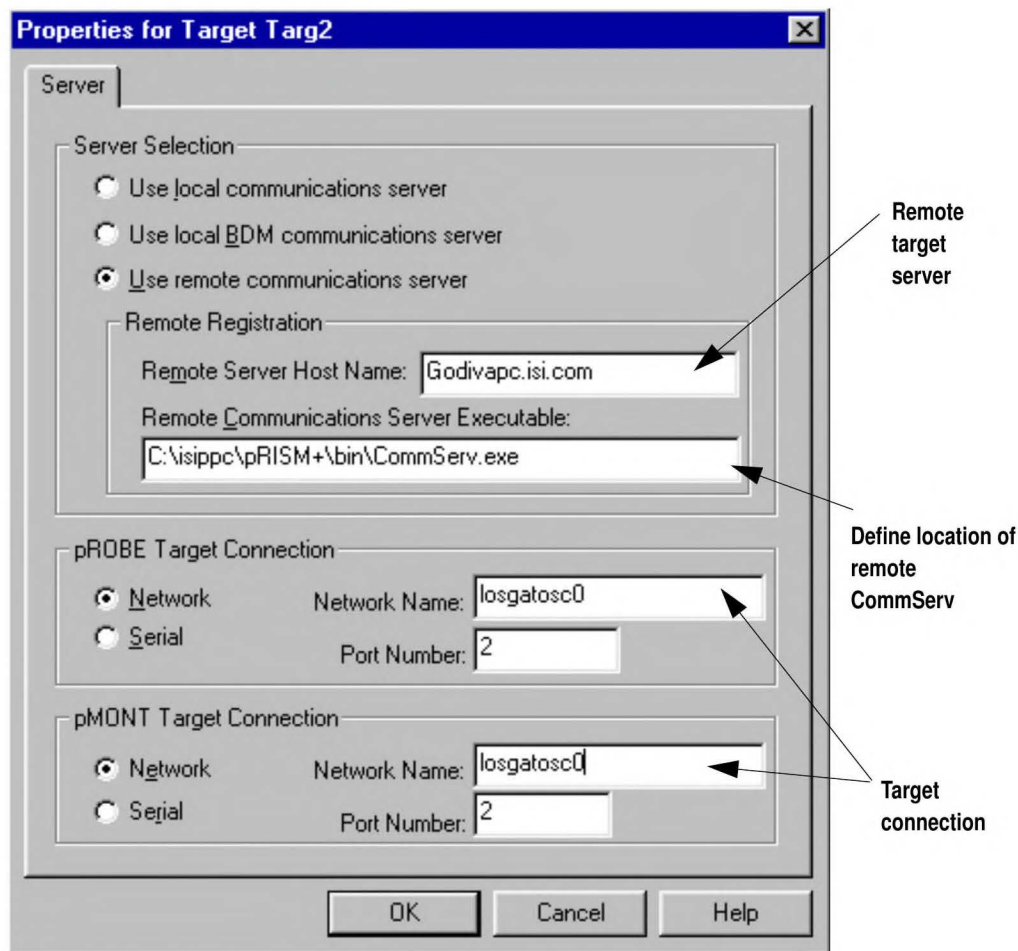 Properties for Target Targ2
Server
Server Selection
Use local communications server
Use local BDM communications server
Use remote communications server
Remote Registration
Remote Server Host Name: Godivapc.isi.com
Remote Communications Server Executable:
C:\isippc\pRISM+\bin\CommServ.exe
pROBE Target Connection
Network
Network Name: losgatosc0
Serial
Port Number: 2
pMONT Target Connection
Network
Network Name: losgatosc0
Serial
Port Number: 2
OK
Cancel
Help
Remote
target
server
Define location of
remote
CommServ
Target
connection